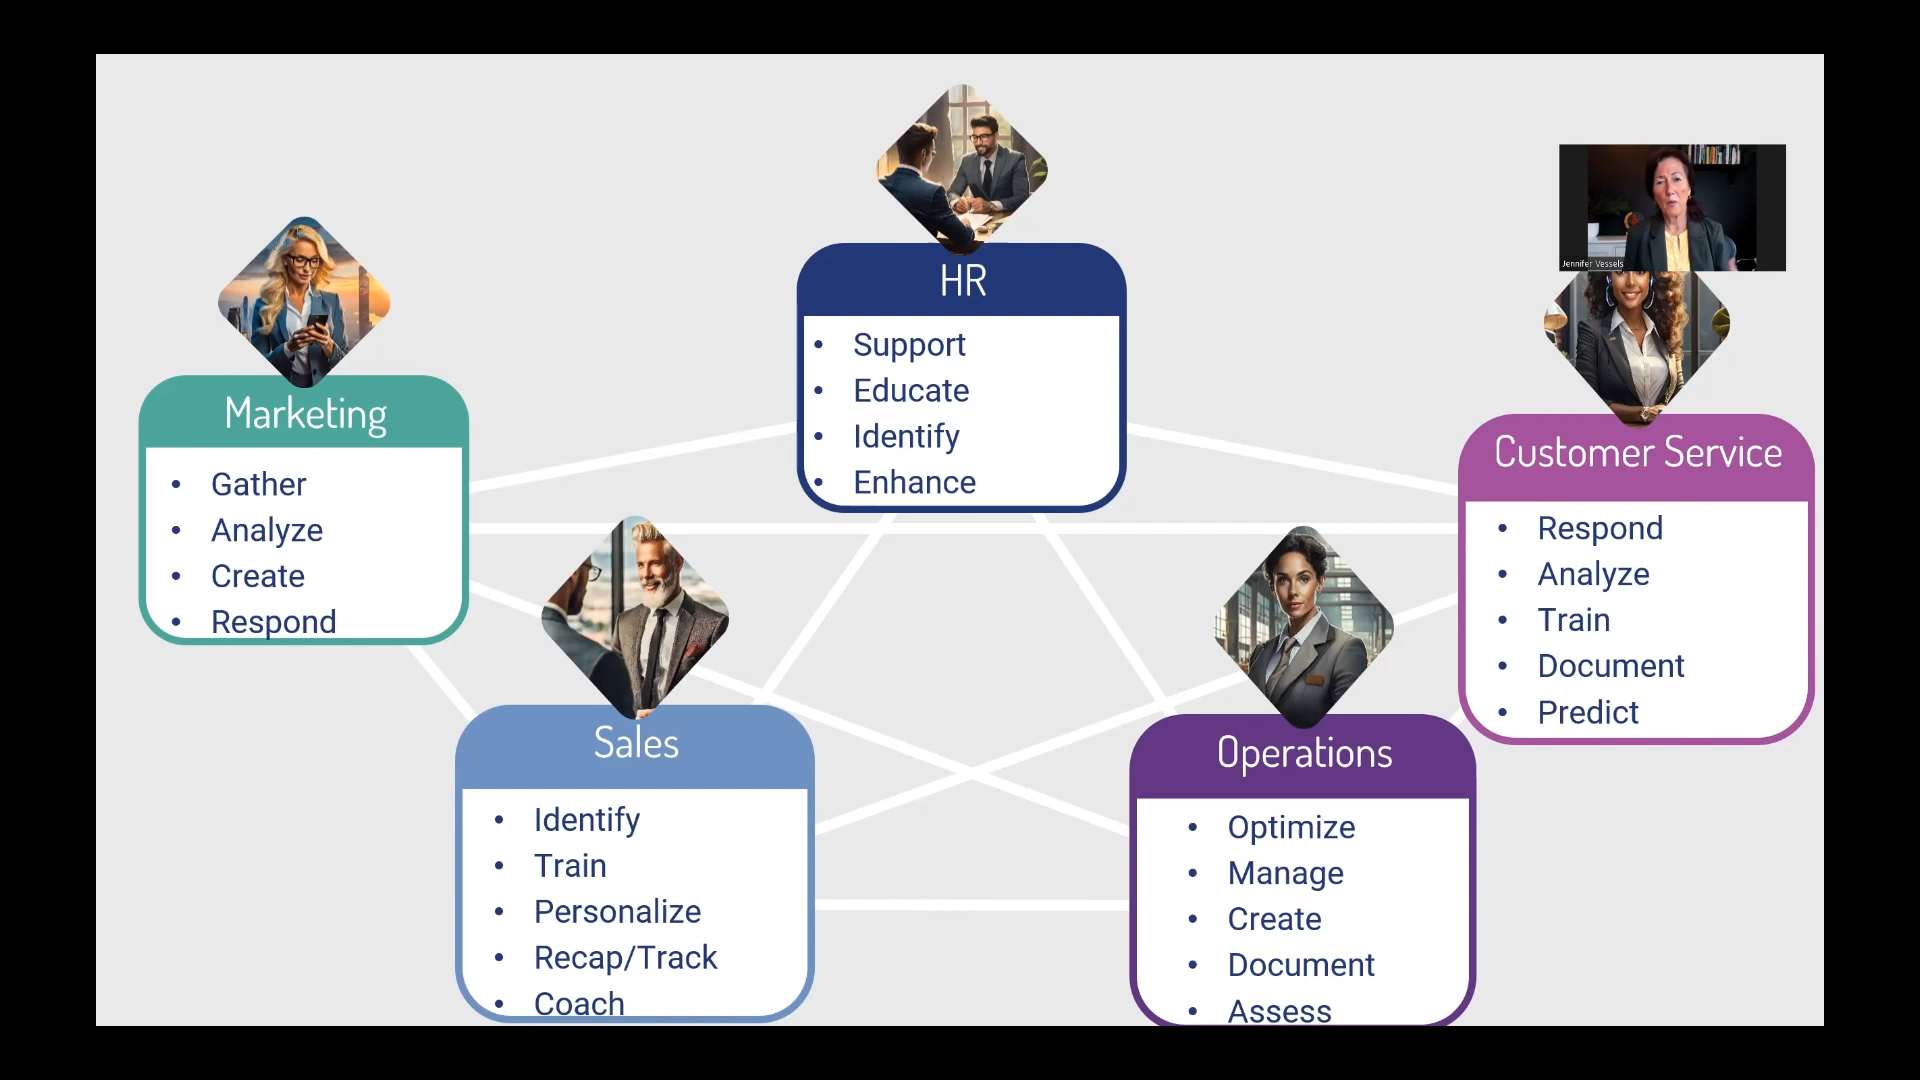 HR
• Support
• Educate
• Identify
• Enhance
Jennifer Vessels
Marketing
• Gather
• Analyze
• Create
• Respond
Customer Service
• Respond
• Analyze
• Train
• Document
• Predict
Sales
• Identify
• Train
• Personalize
• Recap/Track
• Coach
Operations
• Optimize
• Manage
• Create
• Document
• Assess